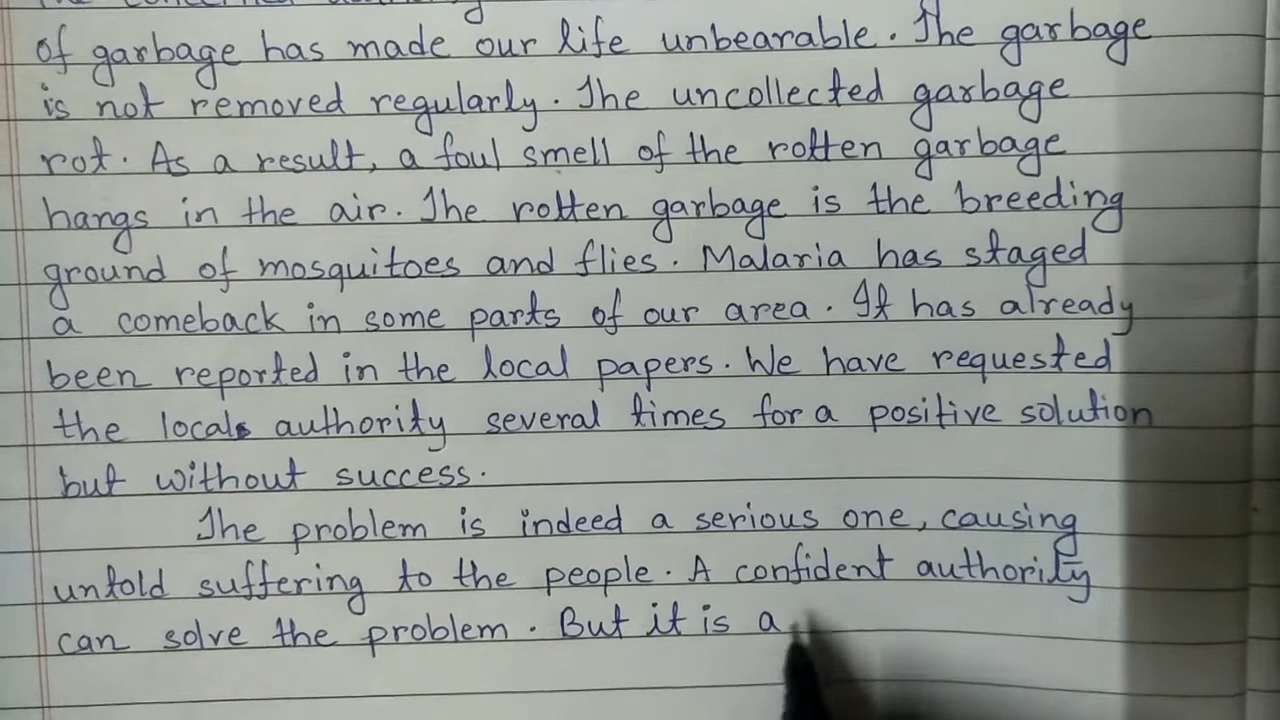 of garbage has made our life unbearable. The garbage
is not removed regularly. The uncollected garbage
rot. As a result, a foul smell of the rotten garbage
hangs in the air. The rotten garbage is the breeding
ground of mosquitoes and flies. Malaria has staged
a comeback in some parts of our area. It has already
been reported in the local papers. We have requested
the locals authority several times for a positive solution
but without success.
The problem is indeed a serious one, causing
untold suffering to the people. A confident authority
can solve the problem. But it is a